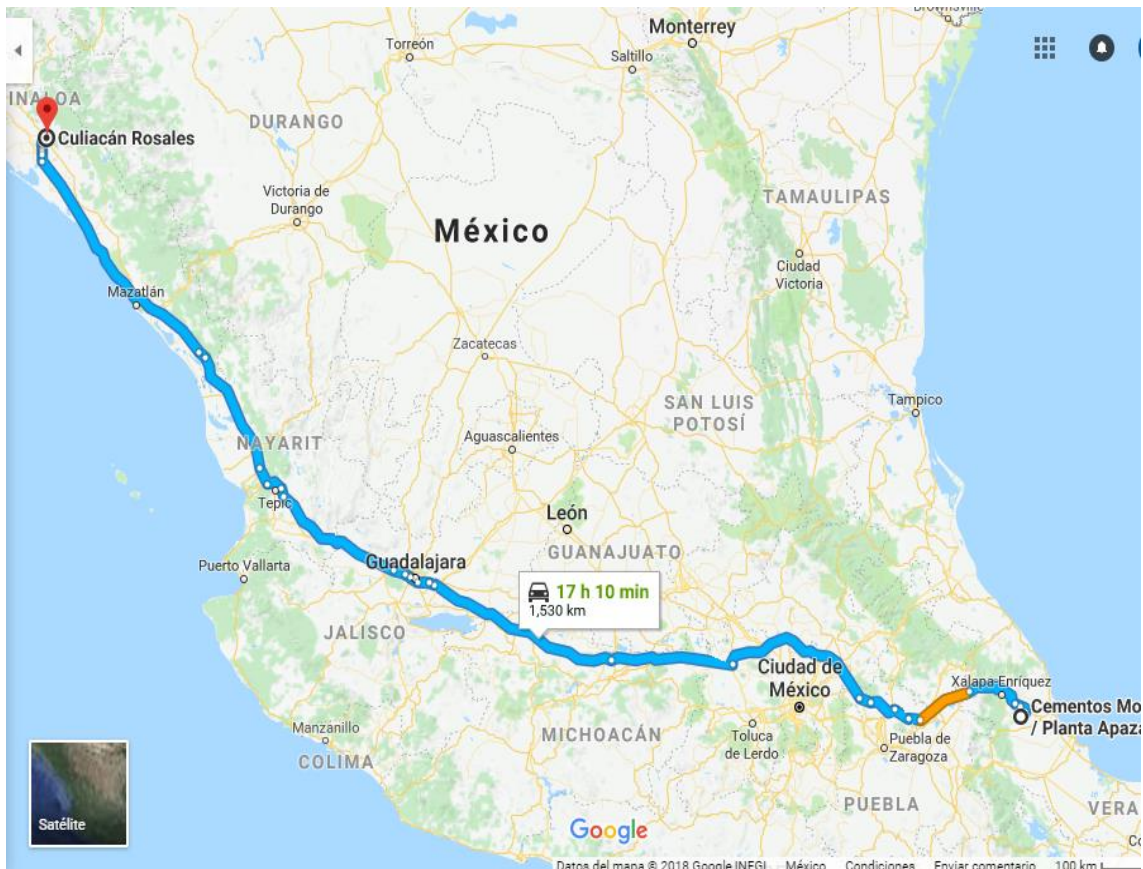 Brownsville
Monterrey
Torreón
Saltillo
SINALOA
DURANGO
Culiacán Rosales
Victoria de
Durango
TAMAULIPAS
México
Ciudad
Victoria
Mazatlán
Zacatecas
SAN LUIS
POTOSÍ
Tampico
Aguascalientes
NAYARIT
Tepic
León
GUANAJUATO
Guadalajara
Puerto Vallarta
17 h 10 min
1,530 km
JALISCO
Ciudad de
México
Xalapa-Enríquez
Cementos Mo
/ Planta Apaza
Manzanillo
COLIMA
MICHOACÁN
Toluca
de Lerdo
Puebla de
Zaragoza
PUEBLA
VERA
Co
Satélite
Google
Datos del mapa © 2018 Google, INEGI México Condiciones Enviar comentario 100 km